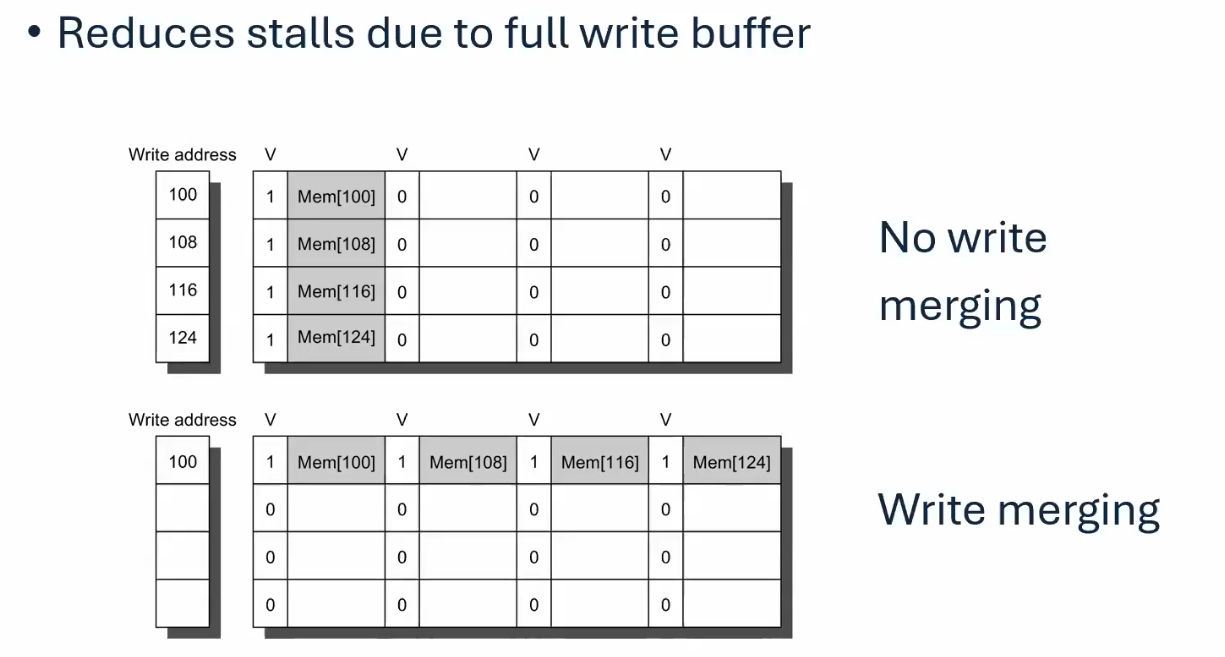 • Reduces stalls due to full write buffer
Write address V V V V
100 1 Mem[100] 0 0 0
108 1 Mem[108] 0 0 0
116 1 Mem[116] 0 0 0
124 1 Mem[124] 0 0 0
No write
merging
Write address V V V V
100 1 Mem[100] 1 Mem[108] 1 Mem[116] 1 Mem[124]
0 0 0 0
0 0 0 0
0 0 0 0
Write merging